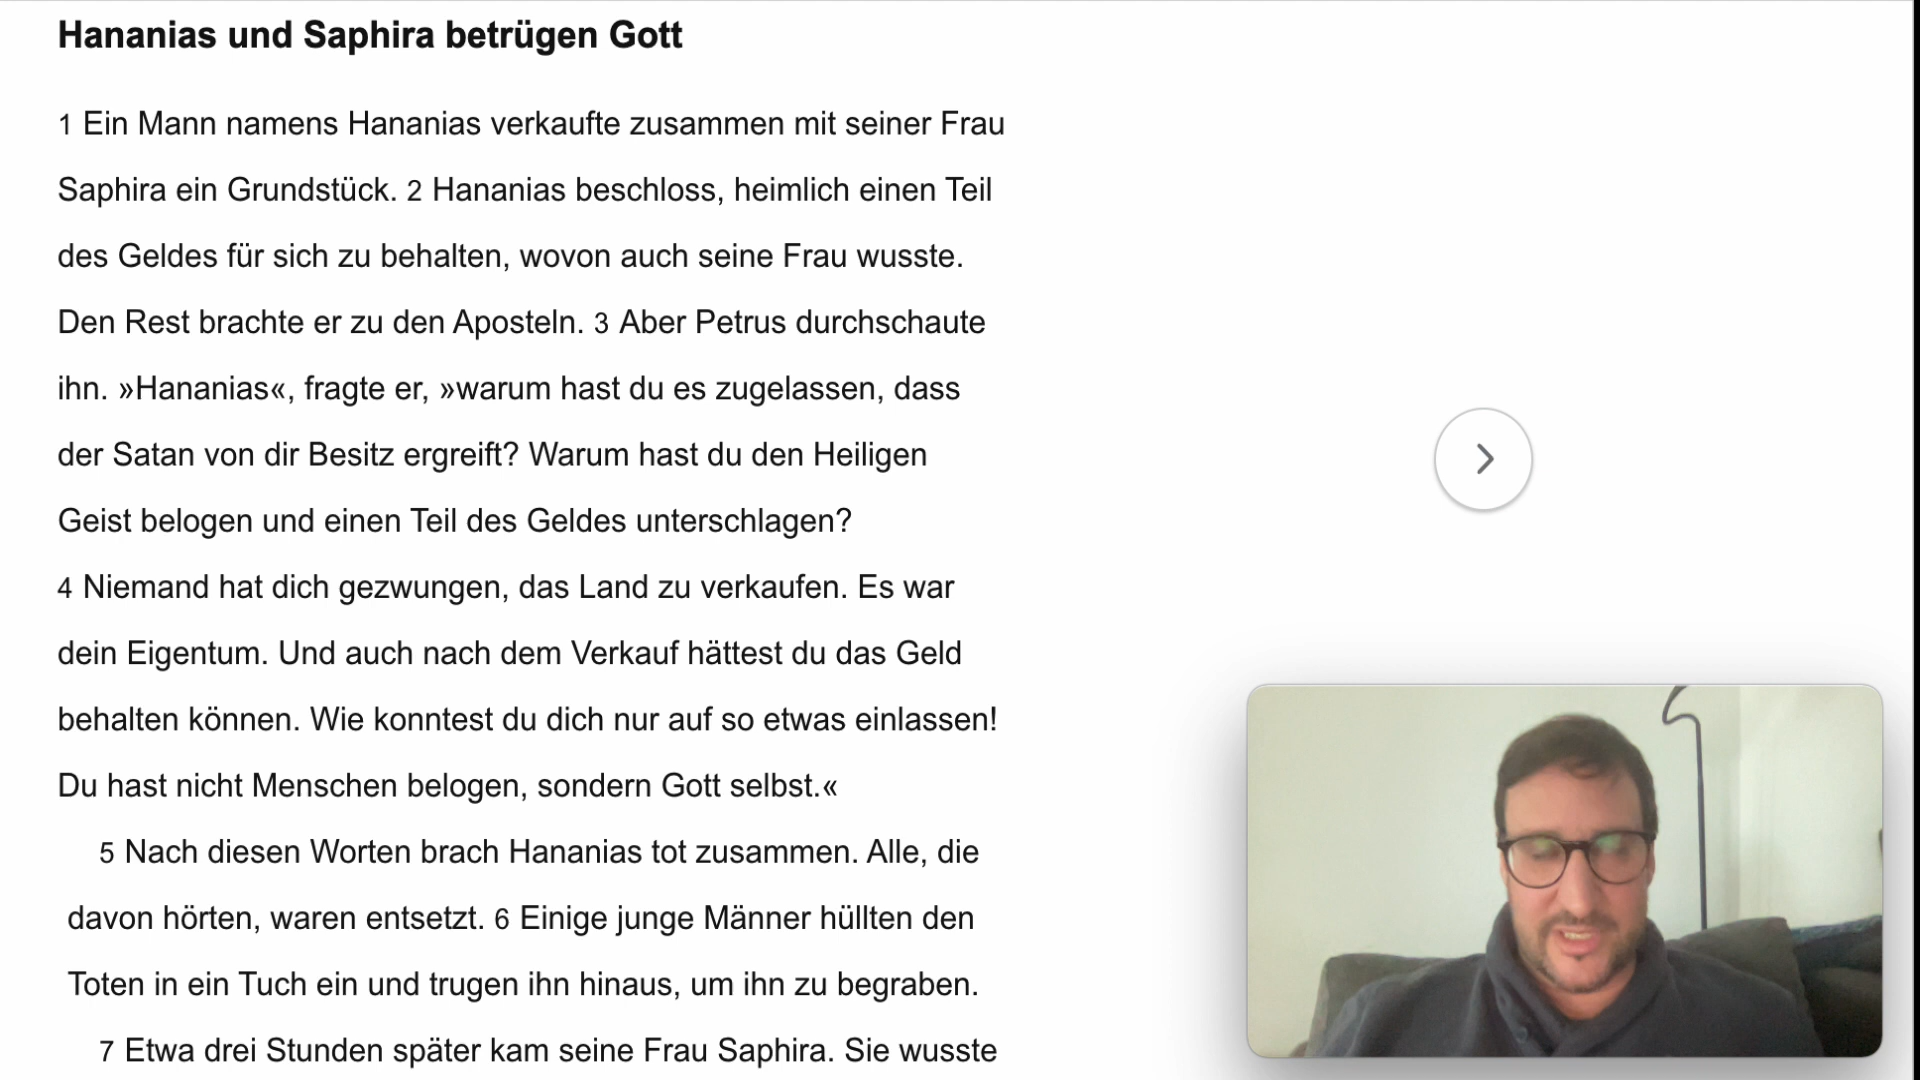 Hananias und Saphira betrügen Gott
1 Ein Mann namens Hananias verkaufte zusammen mit seiner Frau
Saphira ein Grundstück. 2 Hananias beschloss, heimlich einen Teil
des Geldes für sich zu behalten, wovon auch seine Frau wusste.
Den Rest brachte er zu den Aposteln. 3 Aber Petrus durchschaute
ihn. »Hananias«, fragte er, »warum hast du es zugelassen, dass
der Satan von dir Besitz ergreift? Warum hast du den Heiligen
Geist belogen und einen Teil des Geldes unterschlagen?
4 Niemand hat dich gezwungen, das Land zu verkaufen. Es war
dein Eigentum. Und auch nach dem Verkauf hättest du das Geld
behalten können. Wie konntest du dich nur auf so etwas einlassen!
Du hast nicht Menschen belogen, sondern Gott selbst.«
5 Nach diesen Worten brach Hananias tot zusammen. Alle, die
davon hörten, waren entsetzt. 6 Einige junge Männer hüllten den
Toten in ein Tuch ein und trugen ihn hinaus, um ihn zu begraben.
7 Etwa drei Stunden später kam seine Frau Saphira. Sie wusste